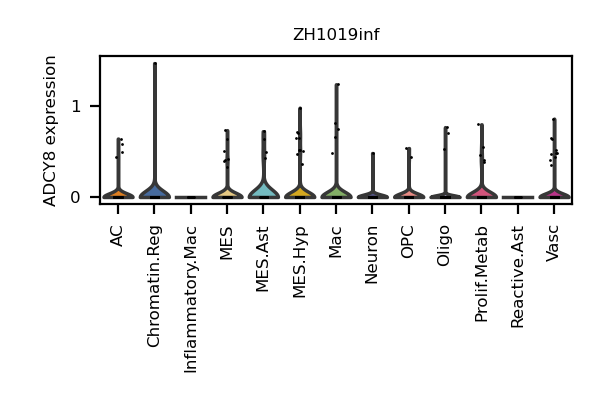 ZH1019inf
ADCY8 expression
1
0
AC
Chromatin.Reg
Inflammatory.Mac
MES
MES.Ast
MES.Hyp
Mac
Neuron
OPC
Oligo
Prolif.Metab
Reactive.Ast
Vasc